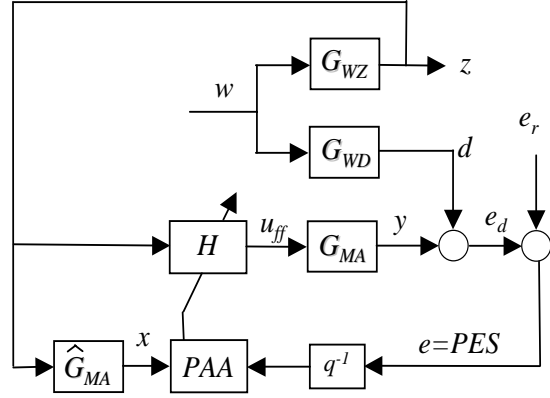 G_WZ
z
w
e_r
G_WD
d
H
u_ff
G_MA
y
e_d
Ĝ_MA
x
PAA
q^-1
e=PES